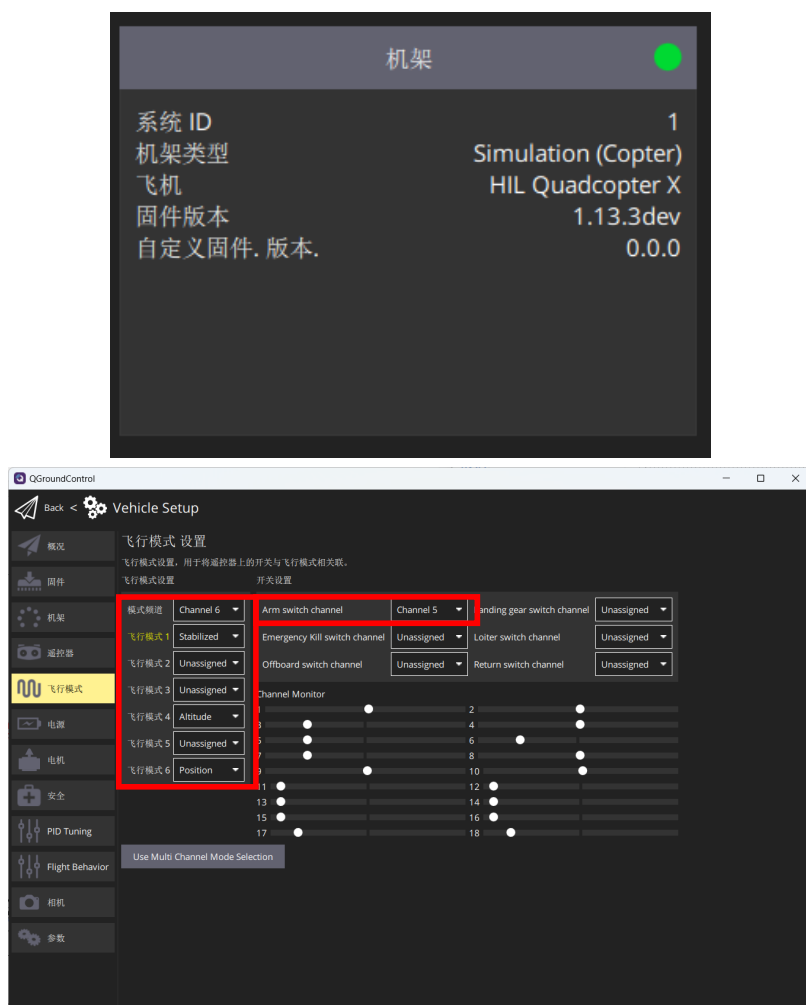 机架
系统 ID 1
机架类型 Simulation (Copter)
飞机 HIL Quadcopter X
固件版本 1.13.3dev
自定义固件. 版本. 0.0.0
QGroundControl
Back < Vehicle Setup
概况
固件
机架
遥控器
飞行模式
电源
电机
安全
PID Tuning
Flight Behavior
相机
参数
飞行模式 设置
飞行模式设置，用于将遥控器上的开关与飞行模式相关联。
飞行模式设置 开关设置
模式频道 Channel 6
飞行模式 1 Stabilized
飞行模式 2 Unassigned
飞行模式 3 Unassigned
飞行模式 4 Altitude
飞行模式 5 Unassigned
飞行模式 6 Position
Arm switch channel Channel 5 anding gear switch channel Unassigned
Emergency Kill switch channel Unassigned Loiter switch channel Unassigned
Offboard switch channel Unassigned Return switch channel Unassigned
Channel Monitor
2
4
6
8
10
11 12
13 14
15 16
17 18
Use Multi Channel Mode Selection